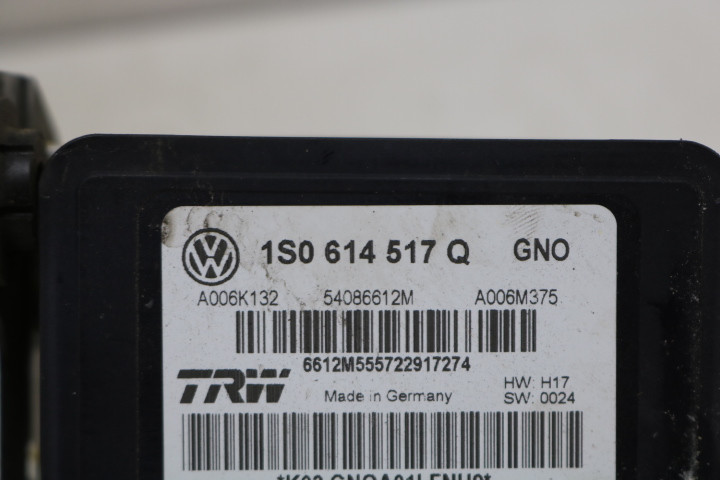 1S0 614 517 Q GNO
A006K132 54086612M A006M375
6612M555722917274
TRW Made in Germany HW: H17
SW: 0024